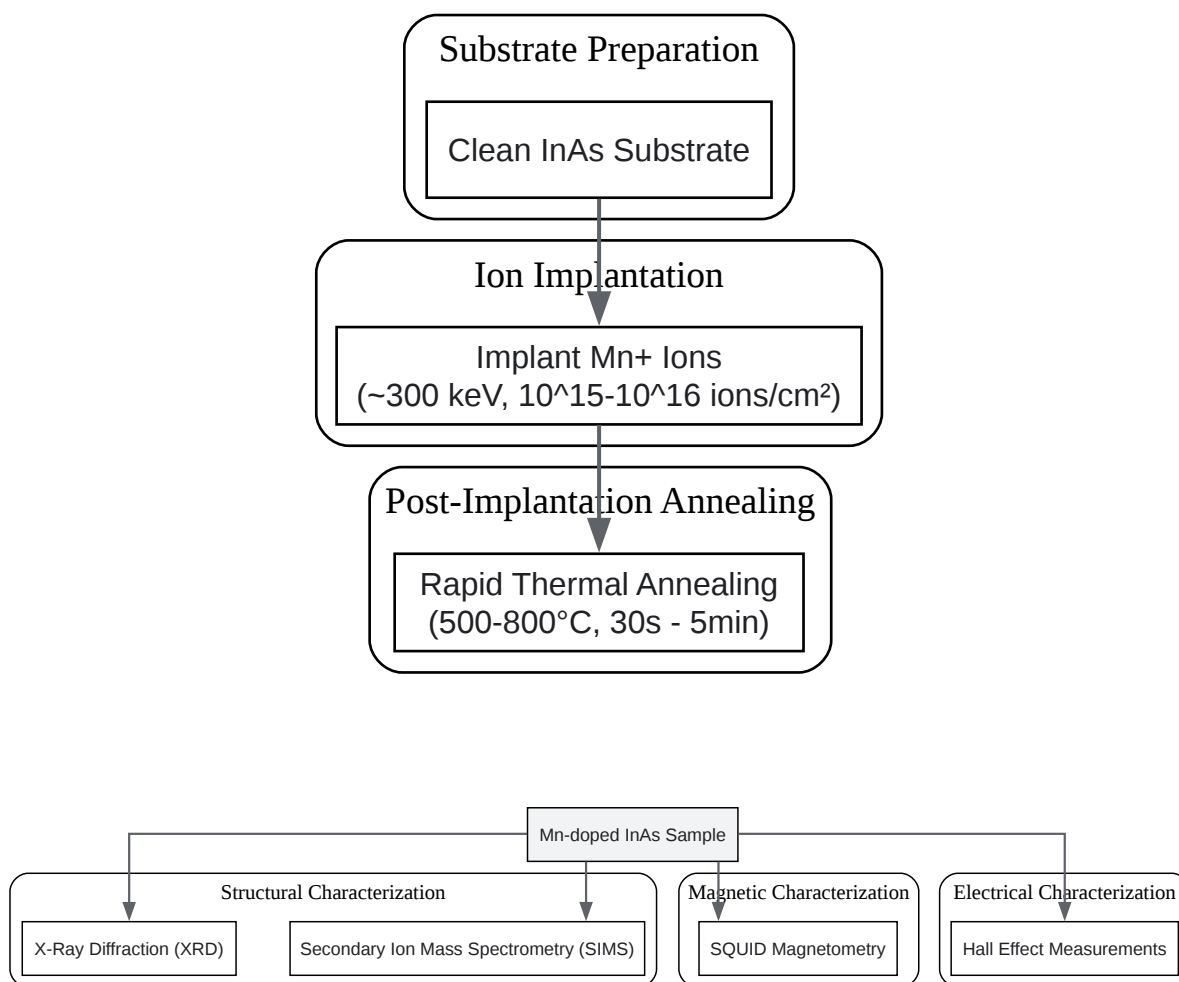 Substrate Preparation
Clean InAs Substrate
Ion Implantation
Implant Mn+ Ions
(~300 keV, 10^15-10^16 ions/cm²)
Post-Implantation Annealing
Rapid Thermal Annealing
(500-800°C, 30s - 5min)
Mn-doped InAs Sample
Structural Characterization
Magnetic Characterization
Electrical Characterization
X-Ray Diffraction (XRD)
Secondary Ion Mass Spectrometry (SIMS)
SQUID Magnetometry
Hall Effect Measurements